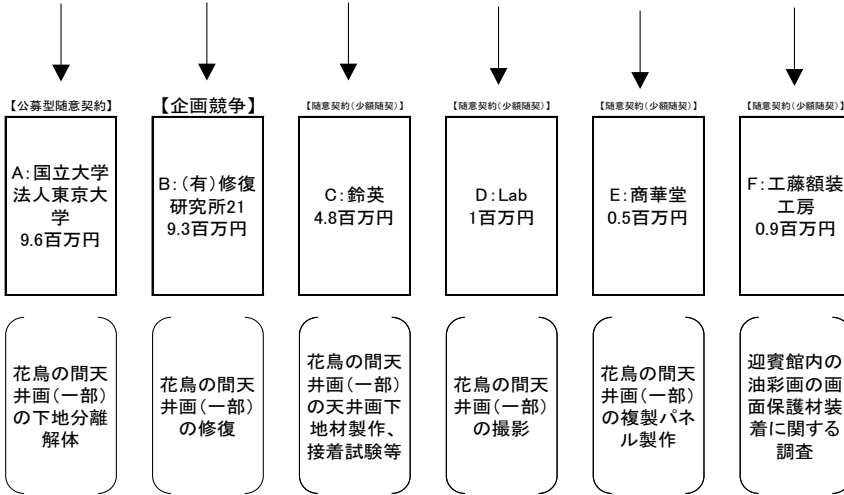 【公募型随意契約】
A:国立大学
法人東京大
学
9.6百万円
花鳥の間天
井画(一部)
の下地分離
解体
【企画競争】
B:(有)修復
研究所21
9.3百万円
花鳥の間天
井画(一部)
の修復
【随意契約(少額随契)】
C:鈴英
4.8百万円
花鳥の間天
井画(一部)
の天井画下
地材製作、
接着試験等
【随意契約(少額随契)】
D:Lab
1百万円
花鳥の間天
井画(一部)
の撮影
【随意契約(少額随契)】
E:商華堂
0.5百万円
花鳥の間天
井画(一部)
の複製パネ
ル製作
【随意契約(少額随契)】
F:工藤額装
工房
0.9百万円
迎賓館内の
油彩画の画
面保護材装
着に関する
調査